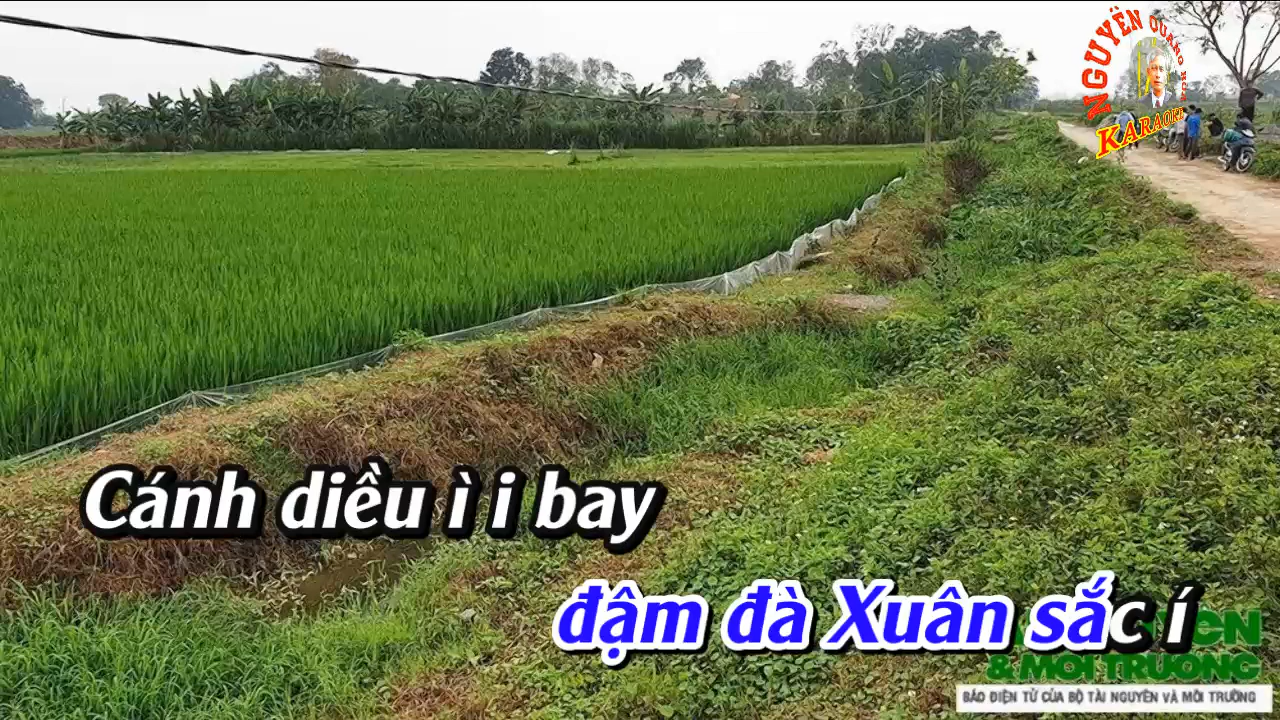 NGUYÊN QUANG
KARAOKE
Cánh diều ì i bay
đậm đà Xuân sắc í
& MÔI TRƯỜNG
BÁO ĐIỆN TỬ CỦA BỘ TÀI NGUYÊN VÀ MÔI TRƯỜNG